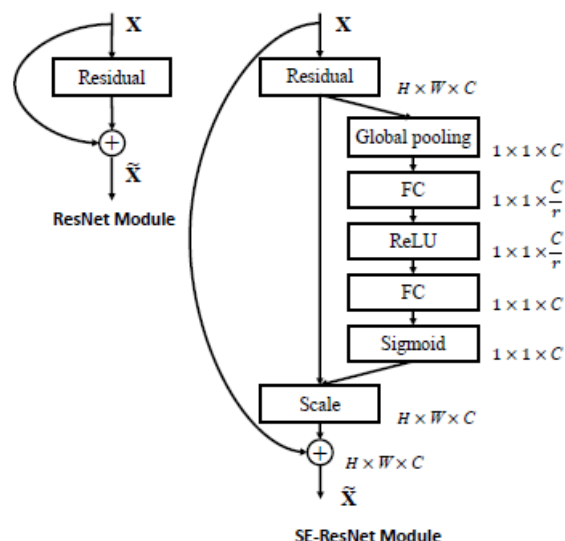 X
Residual
+
X̃
ResNet Module
X
Residual
H × W × C
Global pooling
1 × 1 × C
FC
1 × 1 × C/r
ReLU
1 × 1 × C/r
FC
1 × 1 × C
Sigmoid
1 × 1 × C
Scale
H × W × C
+
H × W × C
X̃
SE-ResNet Module